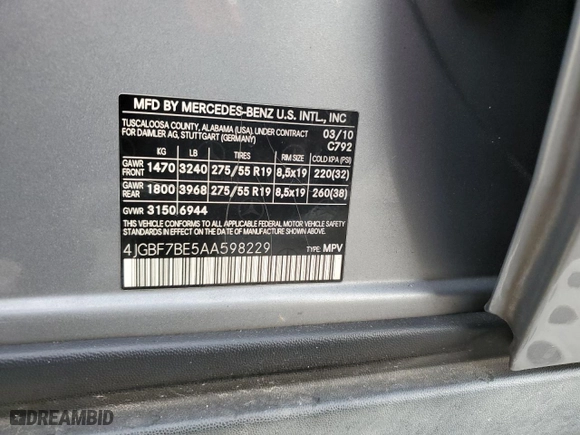 MFD BY MERCEDES-BENZ U.S. INTL., INC
TUSCALOOSA COUNTY, ALABAMA (USA), UNDER CONTRACT
FOR DAIMLER AG, STUTTGART (GERMANY)
03/10
C792
KG LB TIRES RIM SIZE COLD KPA (PSI)
GAWR FRONT 1470 3240 275/55 R19 8,5x19 220(32)
GAWR REAR 1800 3968 275/55 R19 8,5x19 260(38)
GVWR 3150 6944
THIS VEHICLE CONFORMS TO ALL APPLICABLE FEDERAL MOTOR VEHICLE SAFETY
STANDARDS IN EFFECT ON THE DATE OF MANUFACTURE SHOWN ABOVE.
4JGBF7BE5AA598229 TYPE: MPV
DREAMBID